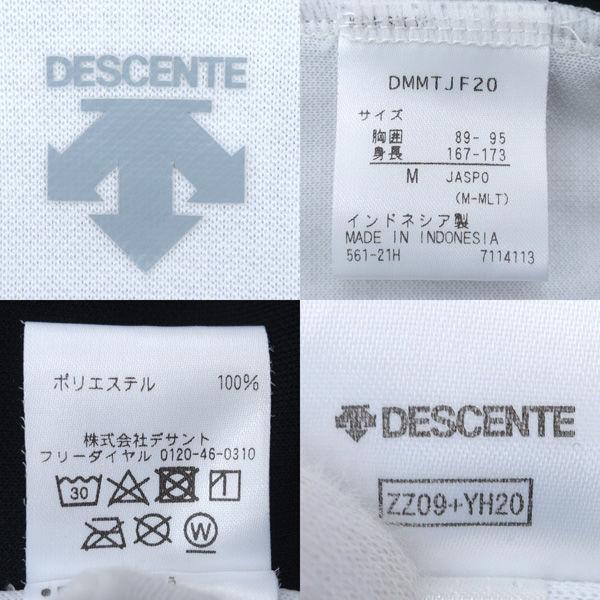 DESCENTE
DMMTJF20
サイズ
胸囲 89-95
身長 167-173
M JASPO
(M-MLT)
インドネシア製
MADE IN INDONESIA
561-21H 7114113
ポリエステル 100%
株式会社デサント
フリーダイヤル 0120-46-0310
30
W
DESCENTE
ZZ09+YH20